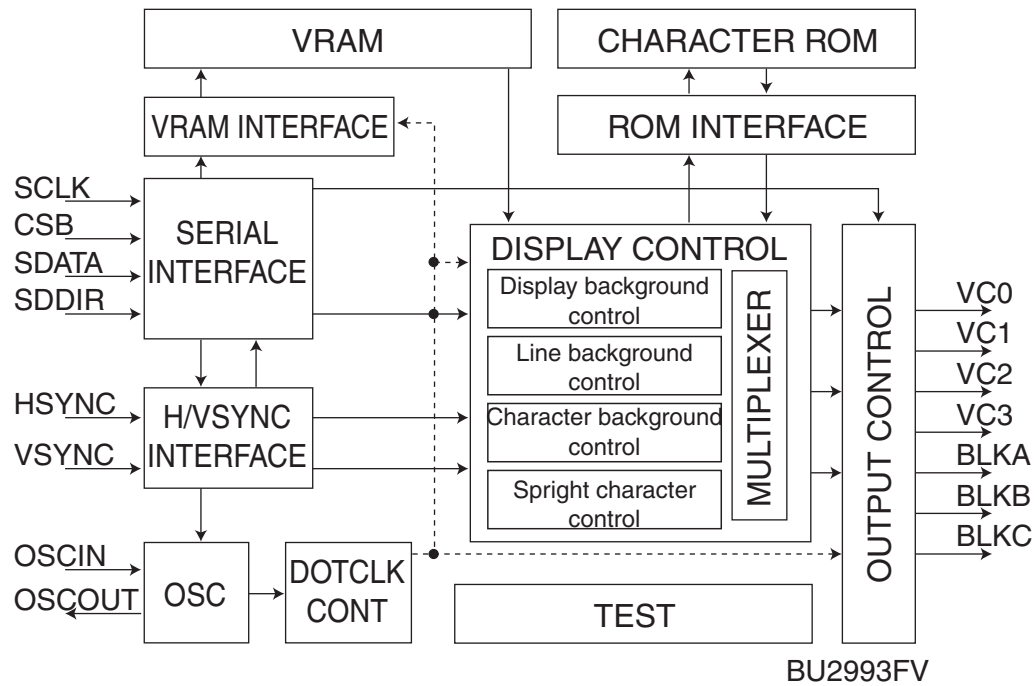 VRAM
CHARACTER ROM
VRAM INTERFACE
ROM INTERFACE
SCLK
CSB
SDATA
SDDIR
SERIAL
INTERFACE
DISPLAY CONTROL
Display background
control
Line background
control
Character background
control
Spright character
control
MULTIPLEXER
OUTPUT CONTROL
VC0
VC1
VC2
VC3
BLKA
BLKB
BLKC
HSYNC
VSYNC
H/VSYNC
INTERFACE
OSCIN
OSCOUT
OSC
DOTCLK
CONT
TEST
BU2993FV